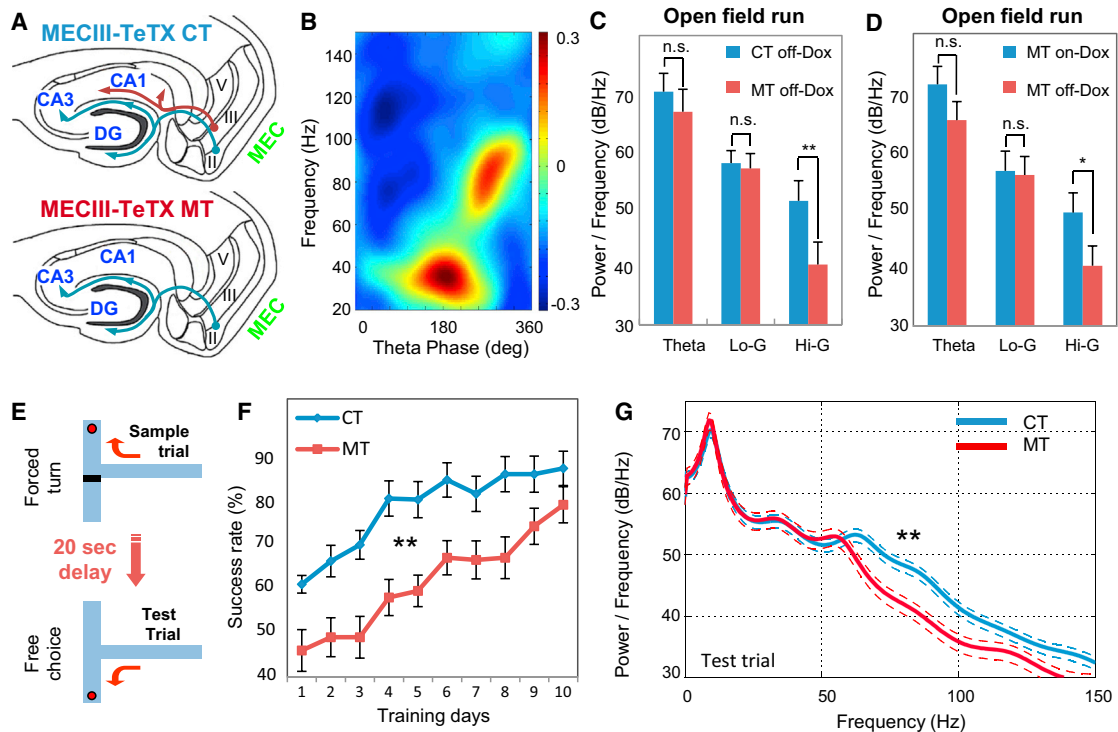 A
MECIII-TeTX CT
CA1
CA3
DG
V
III
II
MEC
MECIII-TeTX MT
CA1
CA3
DG
V
III
II
MEC
B
Frequency (Hz)
140
120
100
80
60
40
20
0
180
360
Theta Phase (deg)
0.3
0
-0.3
C
Open field run
Power / Frequency (dB/Hz)
70
60
50
40
30
n.s.
n.s.
**
CT off-Dox
MT off-Dox
Theta
Lo-G
Hi-G
D
Open field run
Power / Frequency (dB/Hz)
70
60
50
40
30
n.s.
n.s.
*
MT on-Dox
MT off-Dox
Theta
Lo-G
Hi-G
E
Forced turn
Sample trial
20 sec delay
Free choice
Test Trial
F
Success rate (%)
90
80
70
60
50
40
CT
MT
**
1 2 3 4 5 6 7 8 9 10
Training days
G
Power / Frequency (dB/Hz)
70
60
50
40
30
CT
MT
**
Test trial
0 50 100 150
Frequency (Hz)